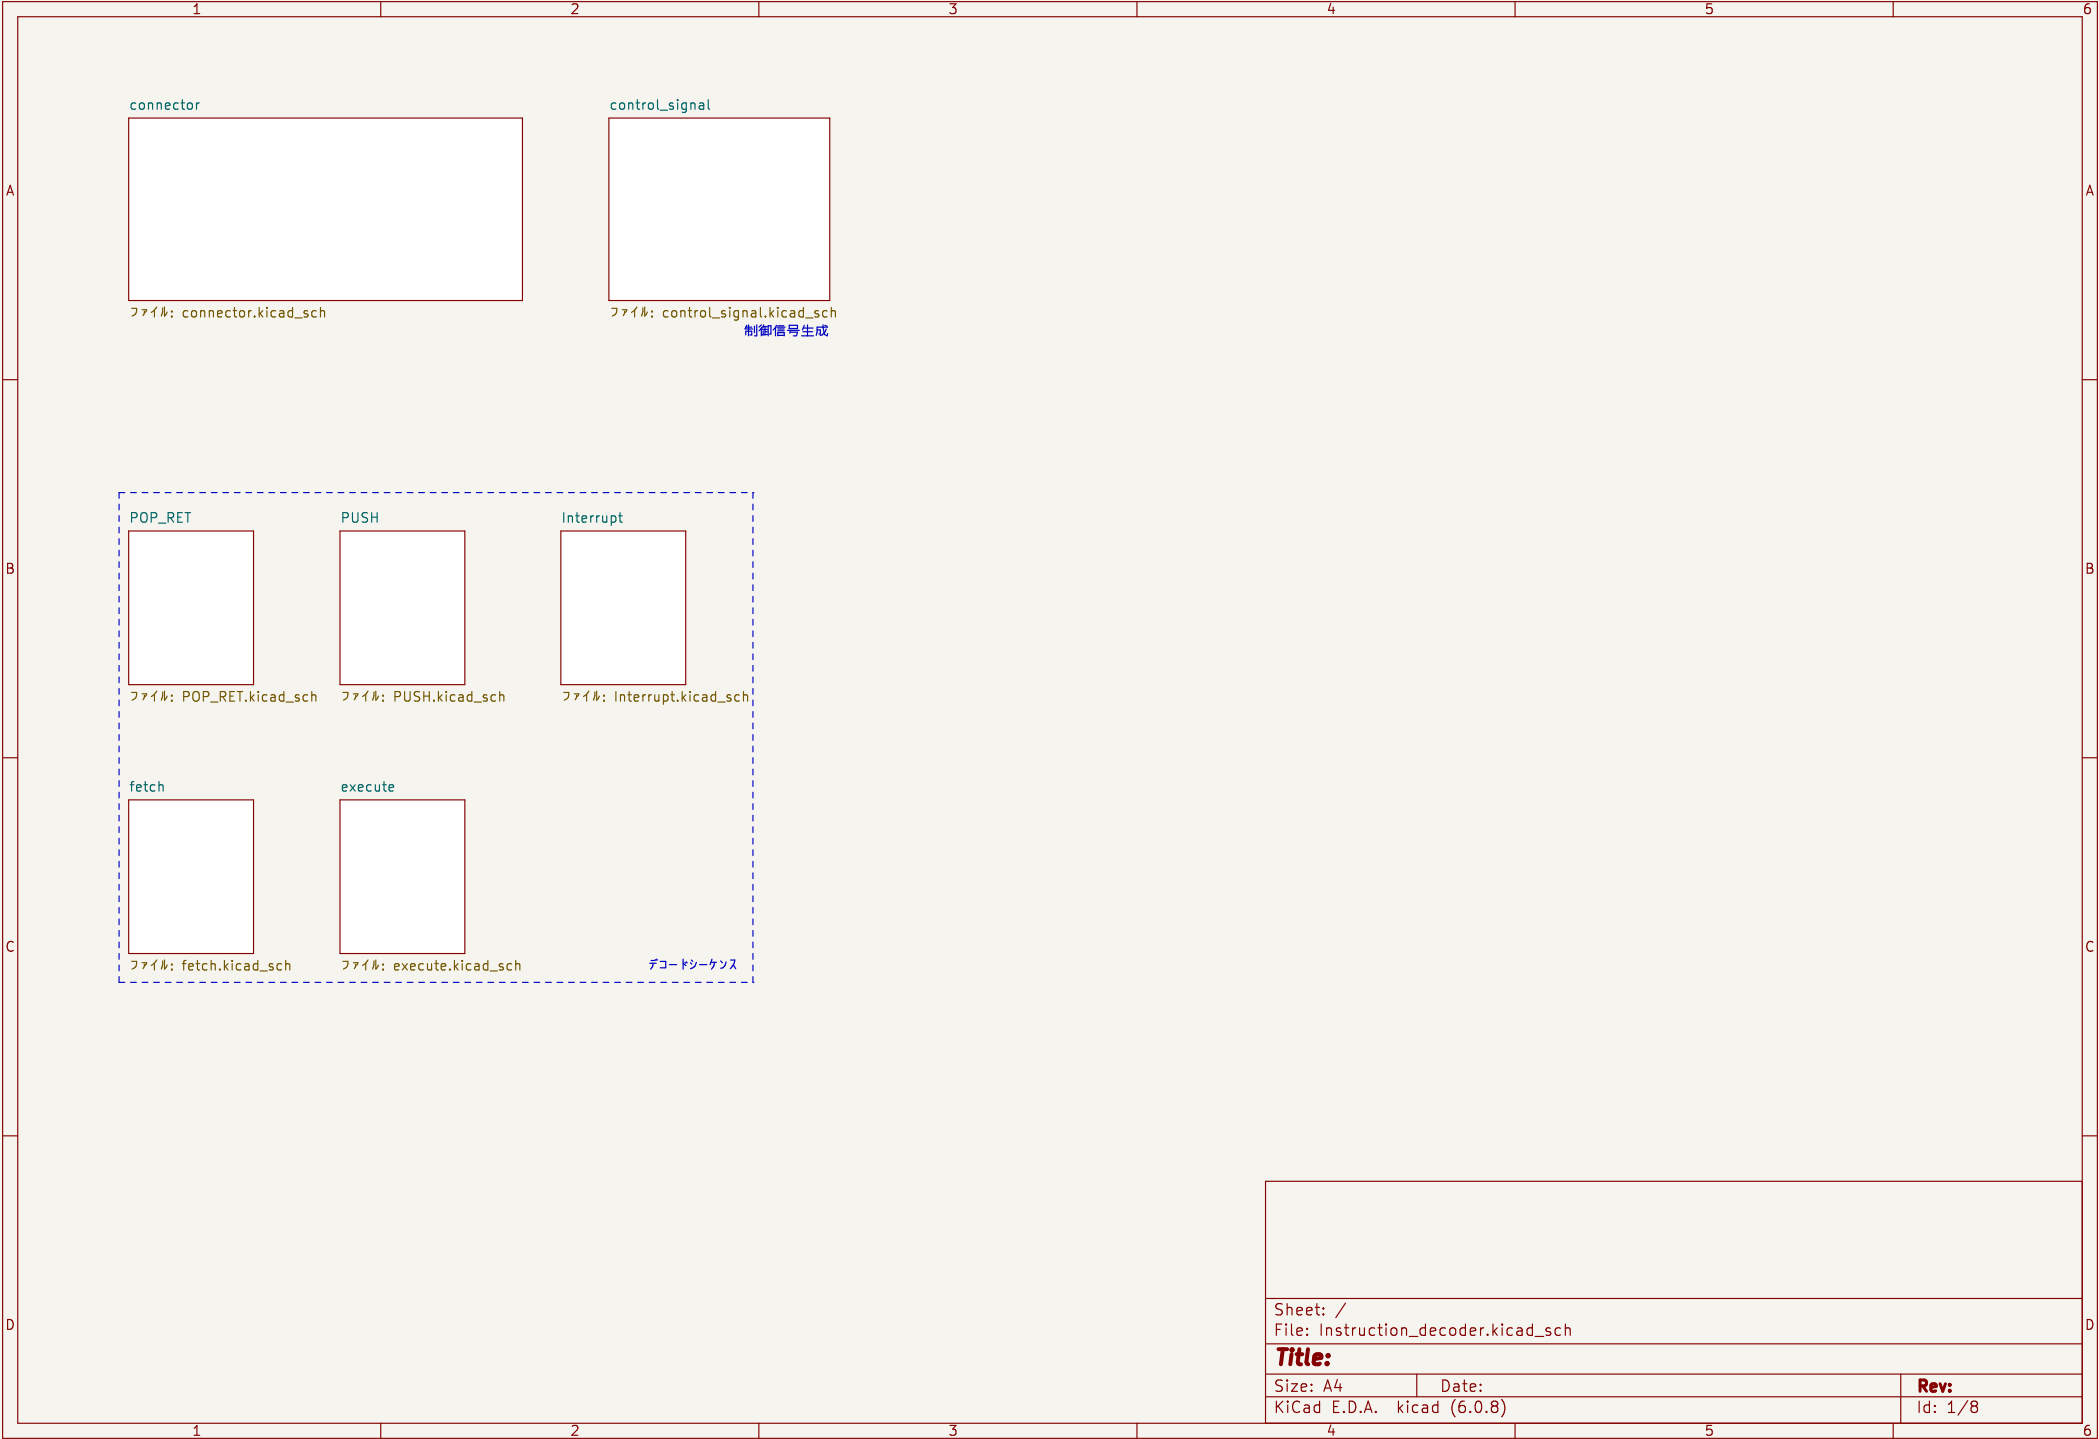 1 2 3 4 5 6
connector
control_signal
A A
ファイル: connector.kicad_sch
ファイル: control_signal.kicad_sch
制御信号生成
POP_RET
PUSH
Interrupt
B B
ファイル: POP_RET.kicad_sch
ファイル: PUSH.kicad_sch
ファイル: Interrupt.kicad_sch
fetch
execute
C C
ファイル: fetch.kicad_sch
ファイル: execute.kicad_sch
デコードシーケンス
Sheet: /
File: Instruction_decoder.kicad_sch
D D
Title:
Size: A4
Date:
Rev:
KiCad E.D.A. kicad (6.0.8)
Id: 1/8
1 2 3 4 5 6